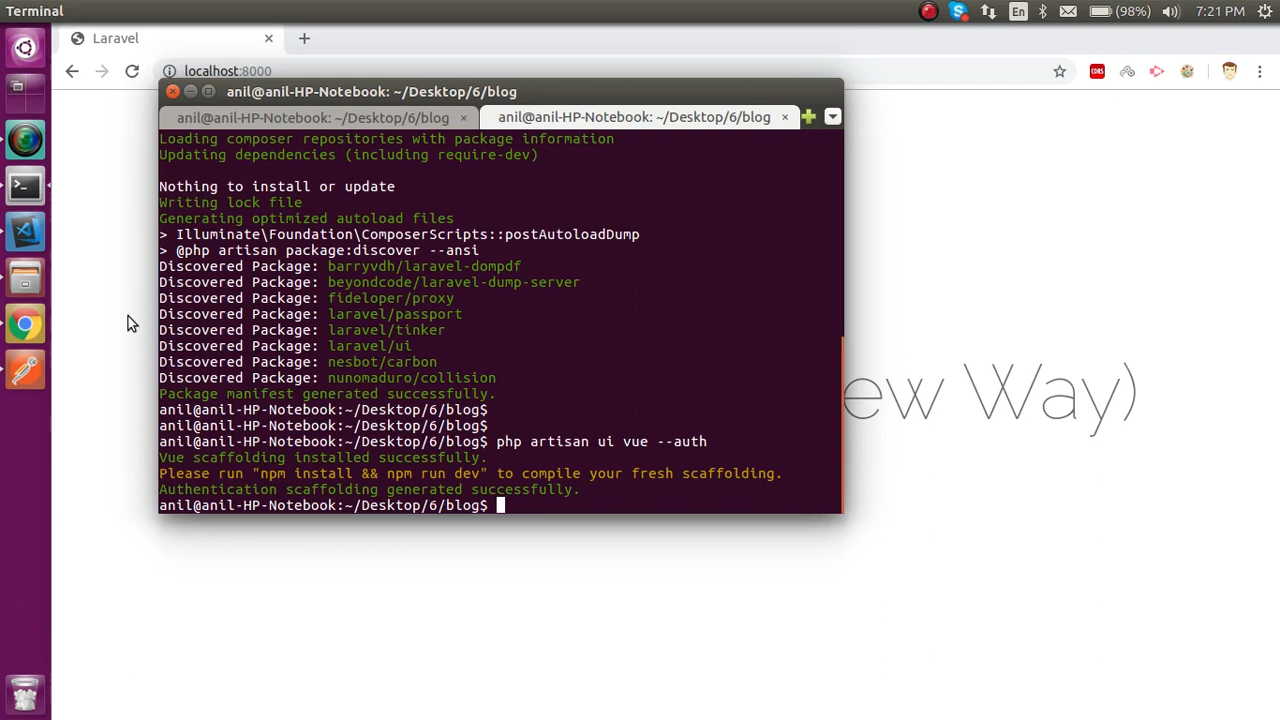 Terminal
En
(98%)
7:21 PM
Laravel
localhost:8000
CORS
anil@anil-HP-Notebook: ~/Desktop/6/blog
anil@anil-HP-Notebook: ~/Desktop/6/blog
anil@anil-HP-Notebook: ~/Desktop/6/blog
Loading composer repositories with package information
Updating dependencies (including require-dev)
Nothing to install or update
Writing lock file
Generating optimized autoload files
> Illuminate\Foundation\ComposerScripts::postAutoloadDump
> @php artisan package:discover --ansi
Discovered Package: barryvdh/laravel-dompdf
Discovered Package: beyondcode/laravel-dump-server
Discovered Package: fideloper/proxy
Discovered Package: laravel/passport
Discovered Package: laravel/tinker
Discovered Package: laravel/ui
Discovered Package: nesbot/carbon
Discovered Package: nunomaduro/collision
Package manifest generated successfully.
anil@anil-HP-Notebook:~/Desktop/6/blog$
anil@anil-HP-Notebook:~/Desktop/6/blog$
anil@anil-HP-Notebook:~/Desktop/6/blog$ php artisan ui vue --auth
Vue scaffolding installed successfully.
Please run "npm install && npm run dev" to compile your fresh scaffolding.
Authentication scaffolding generated successfully.
anil@anil-HP-Notebook:~/Desktop/6/blog$
ew Way)